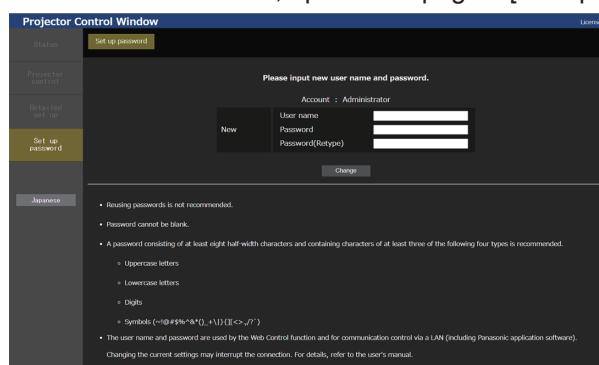 Projector Control Window
License
Status
Set up password
Projector
control
Detailed
set up
Set up
password
Japanese
Please input new user name and password.
Account : Administrator
New
User name
Password
Password(Retype)
Change
• Reusing passwords is not recommended.
• Password cannot be blank.
• A password consisting of at least eight half-width characters and containing characters of at least three of the following four types is recommended.
◦ Uppercase letters
◦ Lowercase letters
◦ Digits
◦ Symbols (~!@#$%^&*()_+\|}{][<>.,/?`)
• The user name and password are used by the Web Control function and for communication control via a LAN (including Panasonic application software).
Changing the current settings may interrupt the connection. For details, refer to the user's manual.